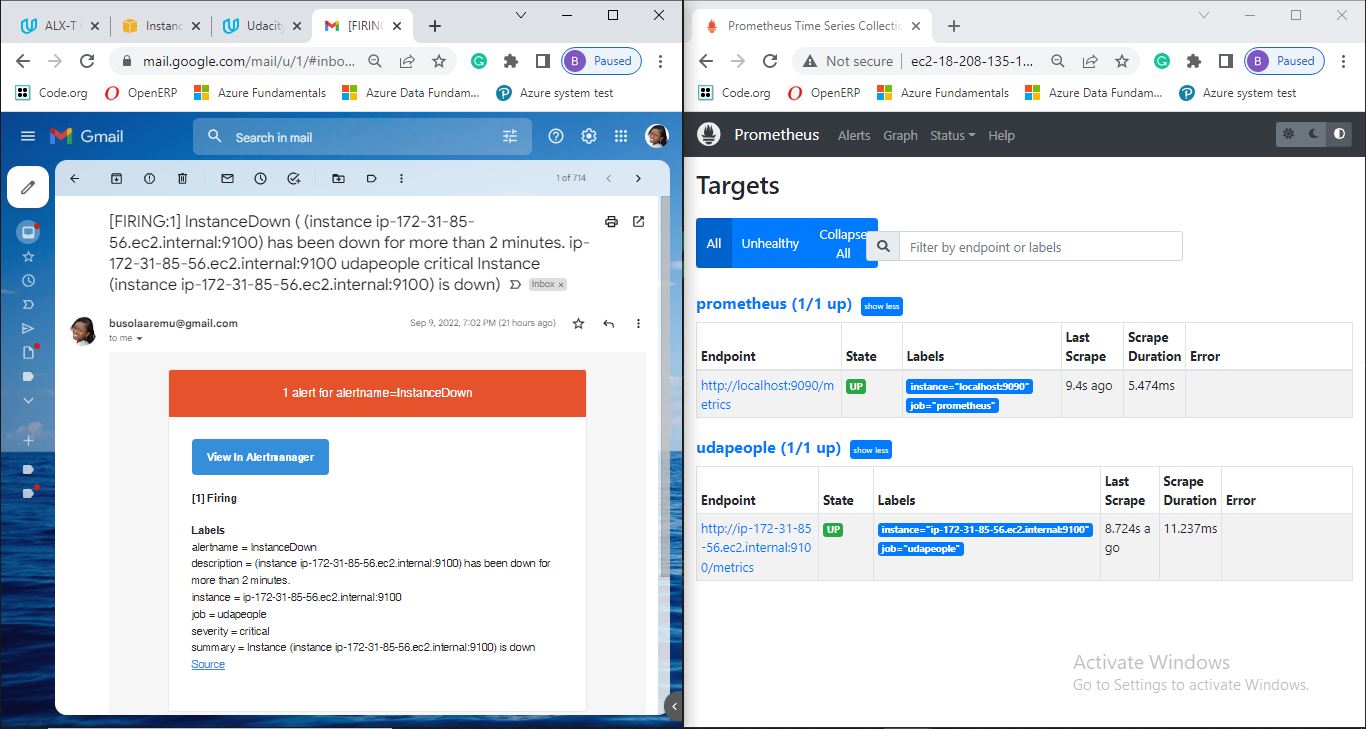 ALX-T
Instanc
Udacity
[FIRING
mail.google.com/mail/u/1/#inbo...
B Paused
Code.org
OpenERP
Azure Fundamentals
Azure Data Fundam...
Azure system test
Gmail
Search in mail
1 of 714
[FIRING:1] InstanceDown ( (instance ip-172-31-85-
56.ec2.internal:9100) has been down for more than 2 minutes. ip-
172-31-85-56.ec2.internal:9100 udapeople critical Instance
(instance ip-172-31-85-56.ec2.internal:9100) is down)
Inbox ×
busolaaremu@gmail.com
Sep 9, 2022, 7:02 PM (21 hours ago)
to me
1 alert for alertname=InstanceDown
View In Alertmanager
[1] Firing
Labels
alertname = InstanceDown
description = (instance ip-172-31-85-56.ec2.internal:9100) has been down for
more than 2 minutes.
instance = ip-172-31-85-56.ec2.internal:9100
job = udapeople
severity = critical
summary = Instance (instance ip-172-31-85-56.ec2.internal:9100) is down
Source
Prometheus Time Series Collectio
Not secure
ec2-18-208-135-1...
B Paused
Code.org
OpenERP
Azure Fundamentals
Azure Data Fundam...
Azure system test
Prometheus
Alerts
Graph
Status
Help
Targets
All
Unhealthy
Collapse
All
Filter by endpoint or labels
prometheus (1/1 up)
show less
Endpoint
State
Labels
Last
Scrape
Scrape
Duration
Error
http://localhost:9090/m
etrics
UP
instance="localhost:9090"
job="prometheus"
9.4s ago
5.474ms
udapeople (1/1 up)
show less
Endpoint
State
Labels
Last
Scrape
Scrape
Duration
Error
http://ip-172-31-85
-56.ec2.internal:910
0/metrics
UP
instance="ip-172-31-85-56.ec2.internal:9100"
job="udapeople"
8.724s a
go
11.237ms
Activate Windows
Go to Settings to activate Windows.